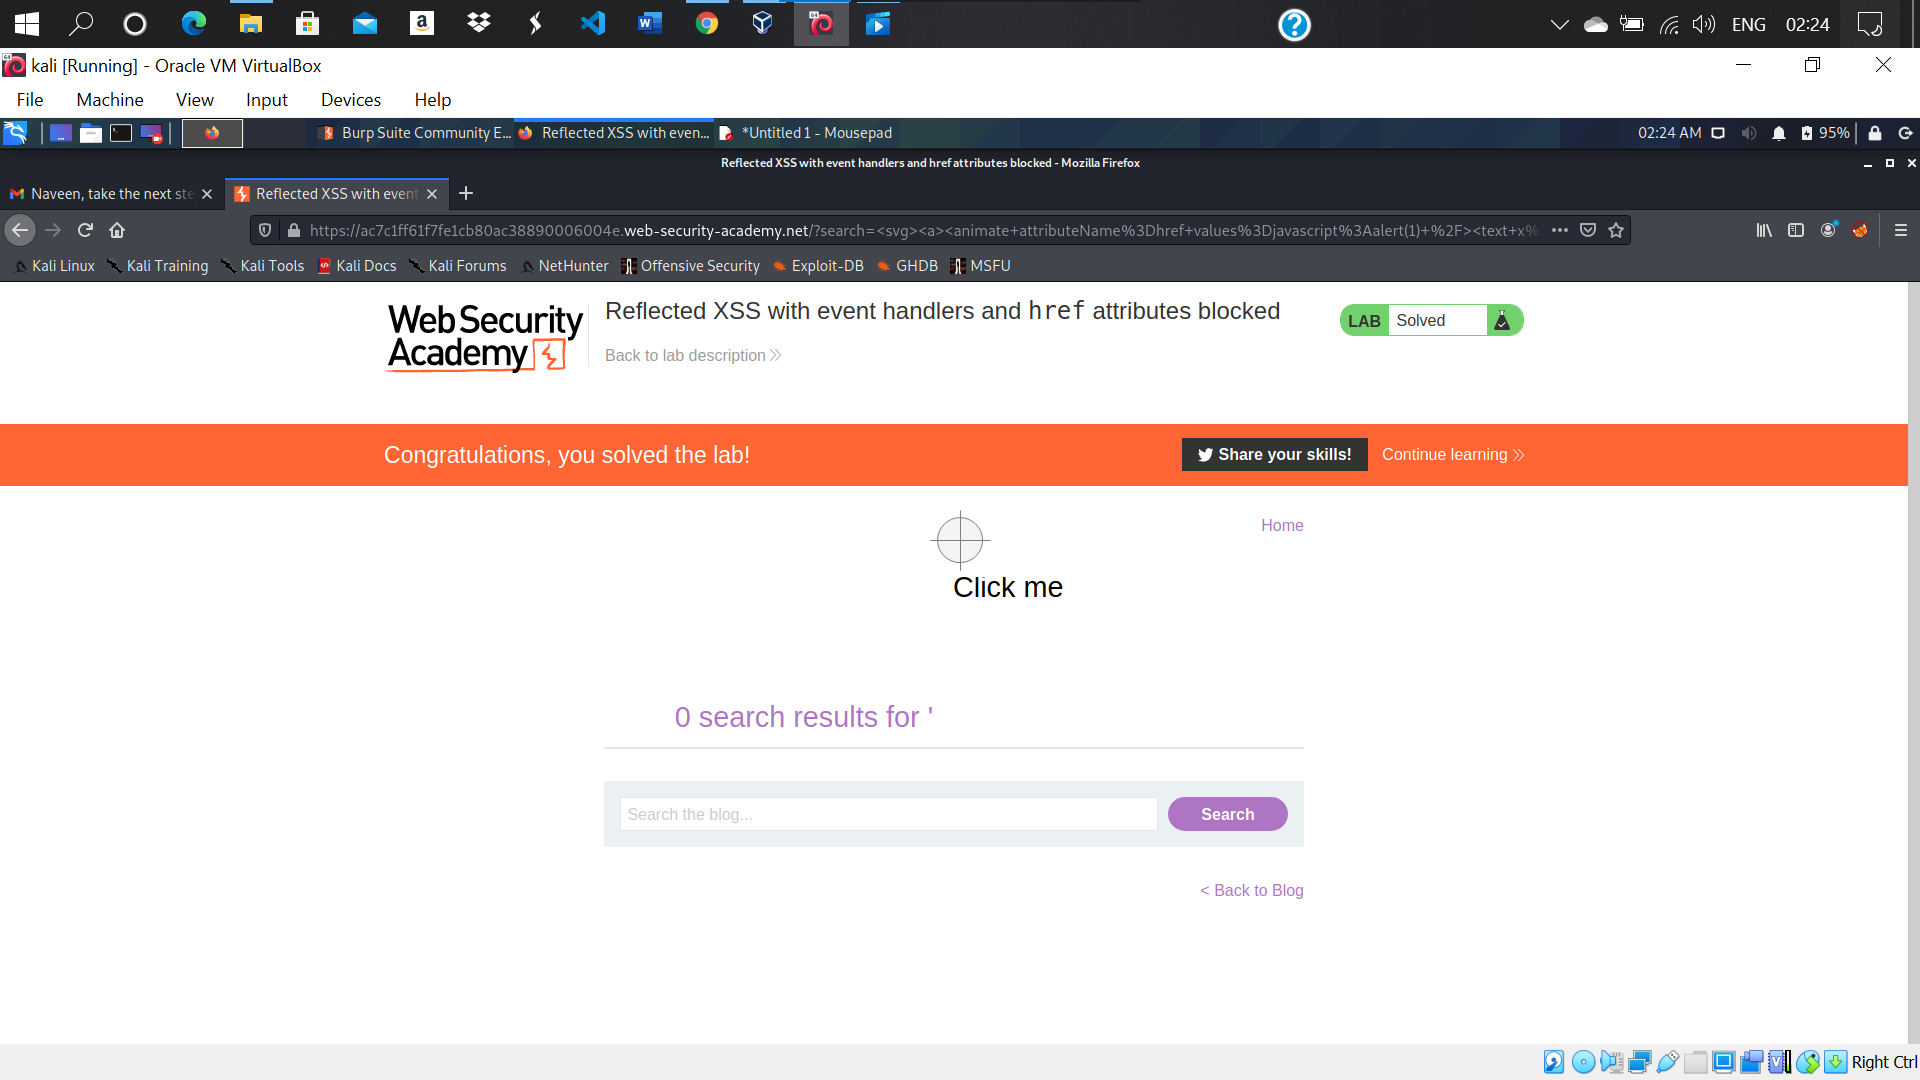 ENG 02:24
kali [Running] - Oracle VM VirtualBox
File Machine View Input Devices Help
Burp Suite Community E... Reflected XSS with even... *Untitled 1 - Mousepad 02:24 AM 95%
Reflected XSS with event handlers and href attributes blocked - Mozilla Firefox
Naveen, take the next ste Reflected XSS with event
https://ac7c1ff61f7fe1cb80ac38890006004e.web-security-academy.net/?search=<svg><a><animate+attributeName%3Dhref+values%3Djavascript%3Aalert(1)+%2F><text+x%
Kali Linux Kali Training Kali Tools Kali Docs Kali Forums NetHunter Offensive Security Exploit-DB GHDB MSFU
Web Security Academy
Reflected XSS with event handlers and href attributes blocked
LAB Solved
Back to lab description
Congratulations, you solved the lab! Share your skills! Continue learning
Home
Click me
0 search results for '
Search the blog... Search
< Back to Blog
Right Ctrl